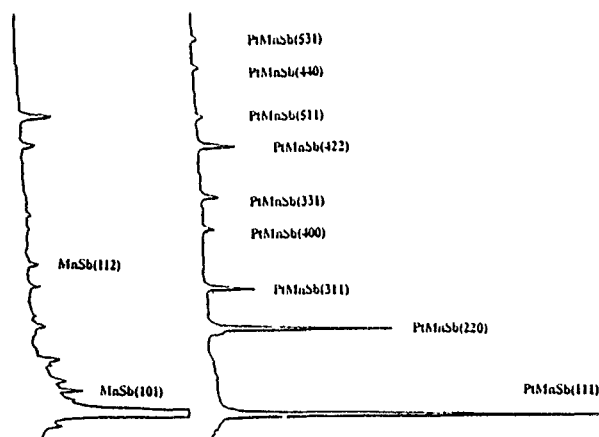 PtMnSb(531)
PtMnSb(440)
PtMnSb(511)
PtMnSb(422)
PtMnSb(331)
PtMnSb(400)
MnSb(112)
PtMnSb(311)
PtMnSb(220)
MnSb(101)
PtMnSb(111)